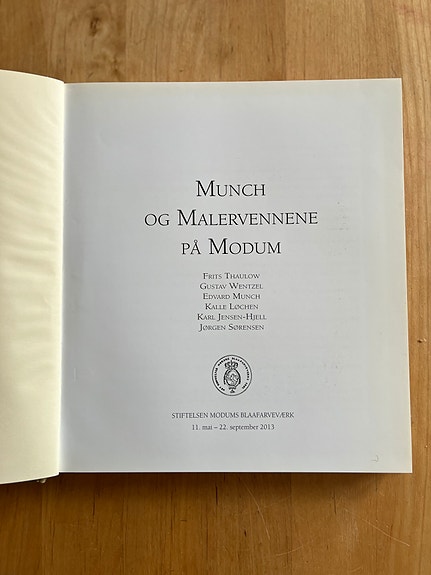 MUNCH
OG MALERVENNENE
PÅ MODUM
FRITS THAULOW
GUSTAV WENTZEL
EDVARD MUNCH
KALLE LØCHEN
KARL JENSEN-HJELL
JØRGEN SØRENSEN
STIFTELSEN MODUMS BLAAFARVEVÆRK
11. mai – 22. september 2013